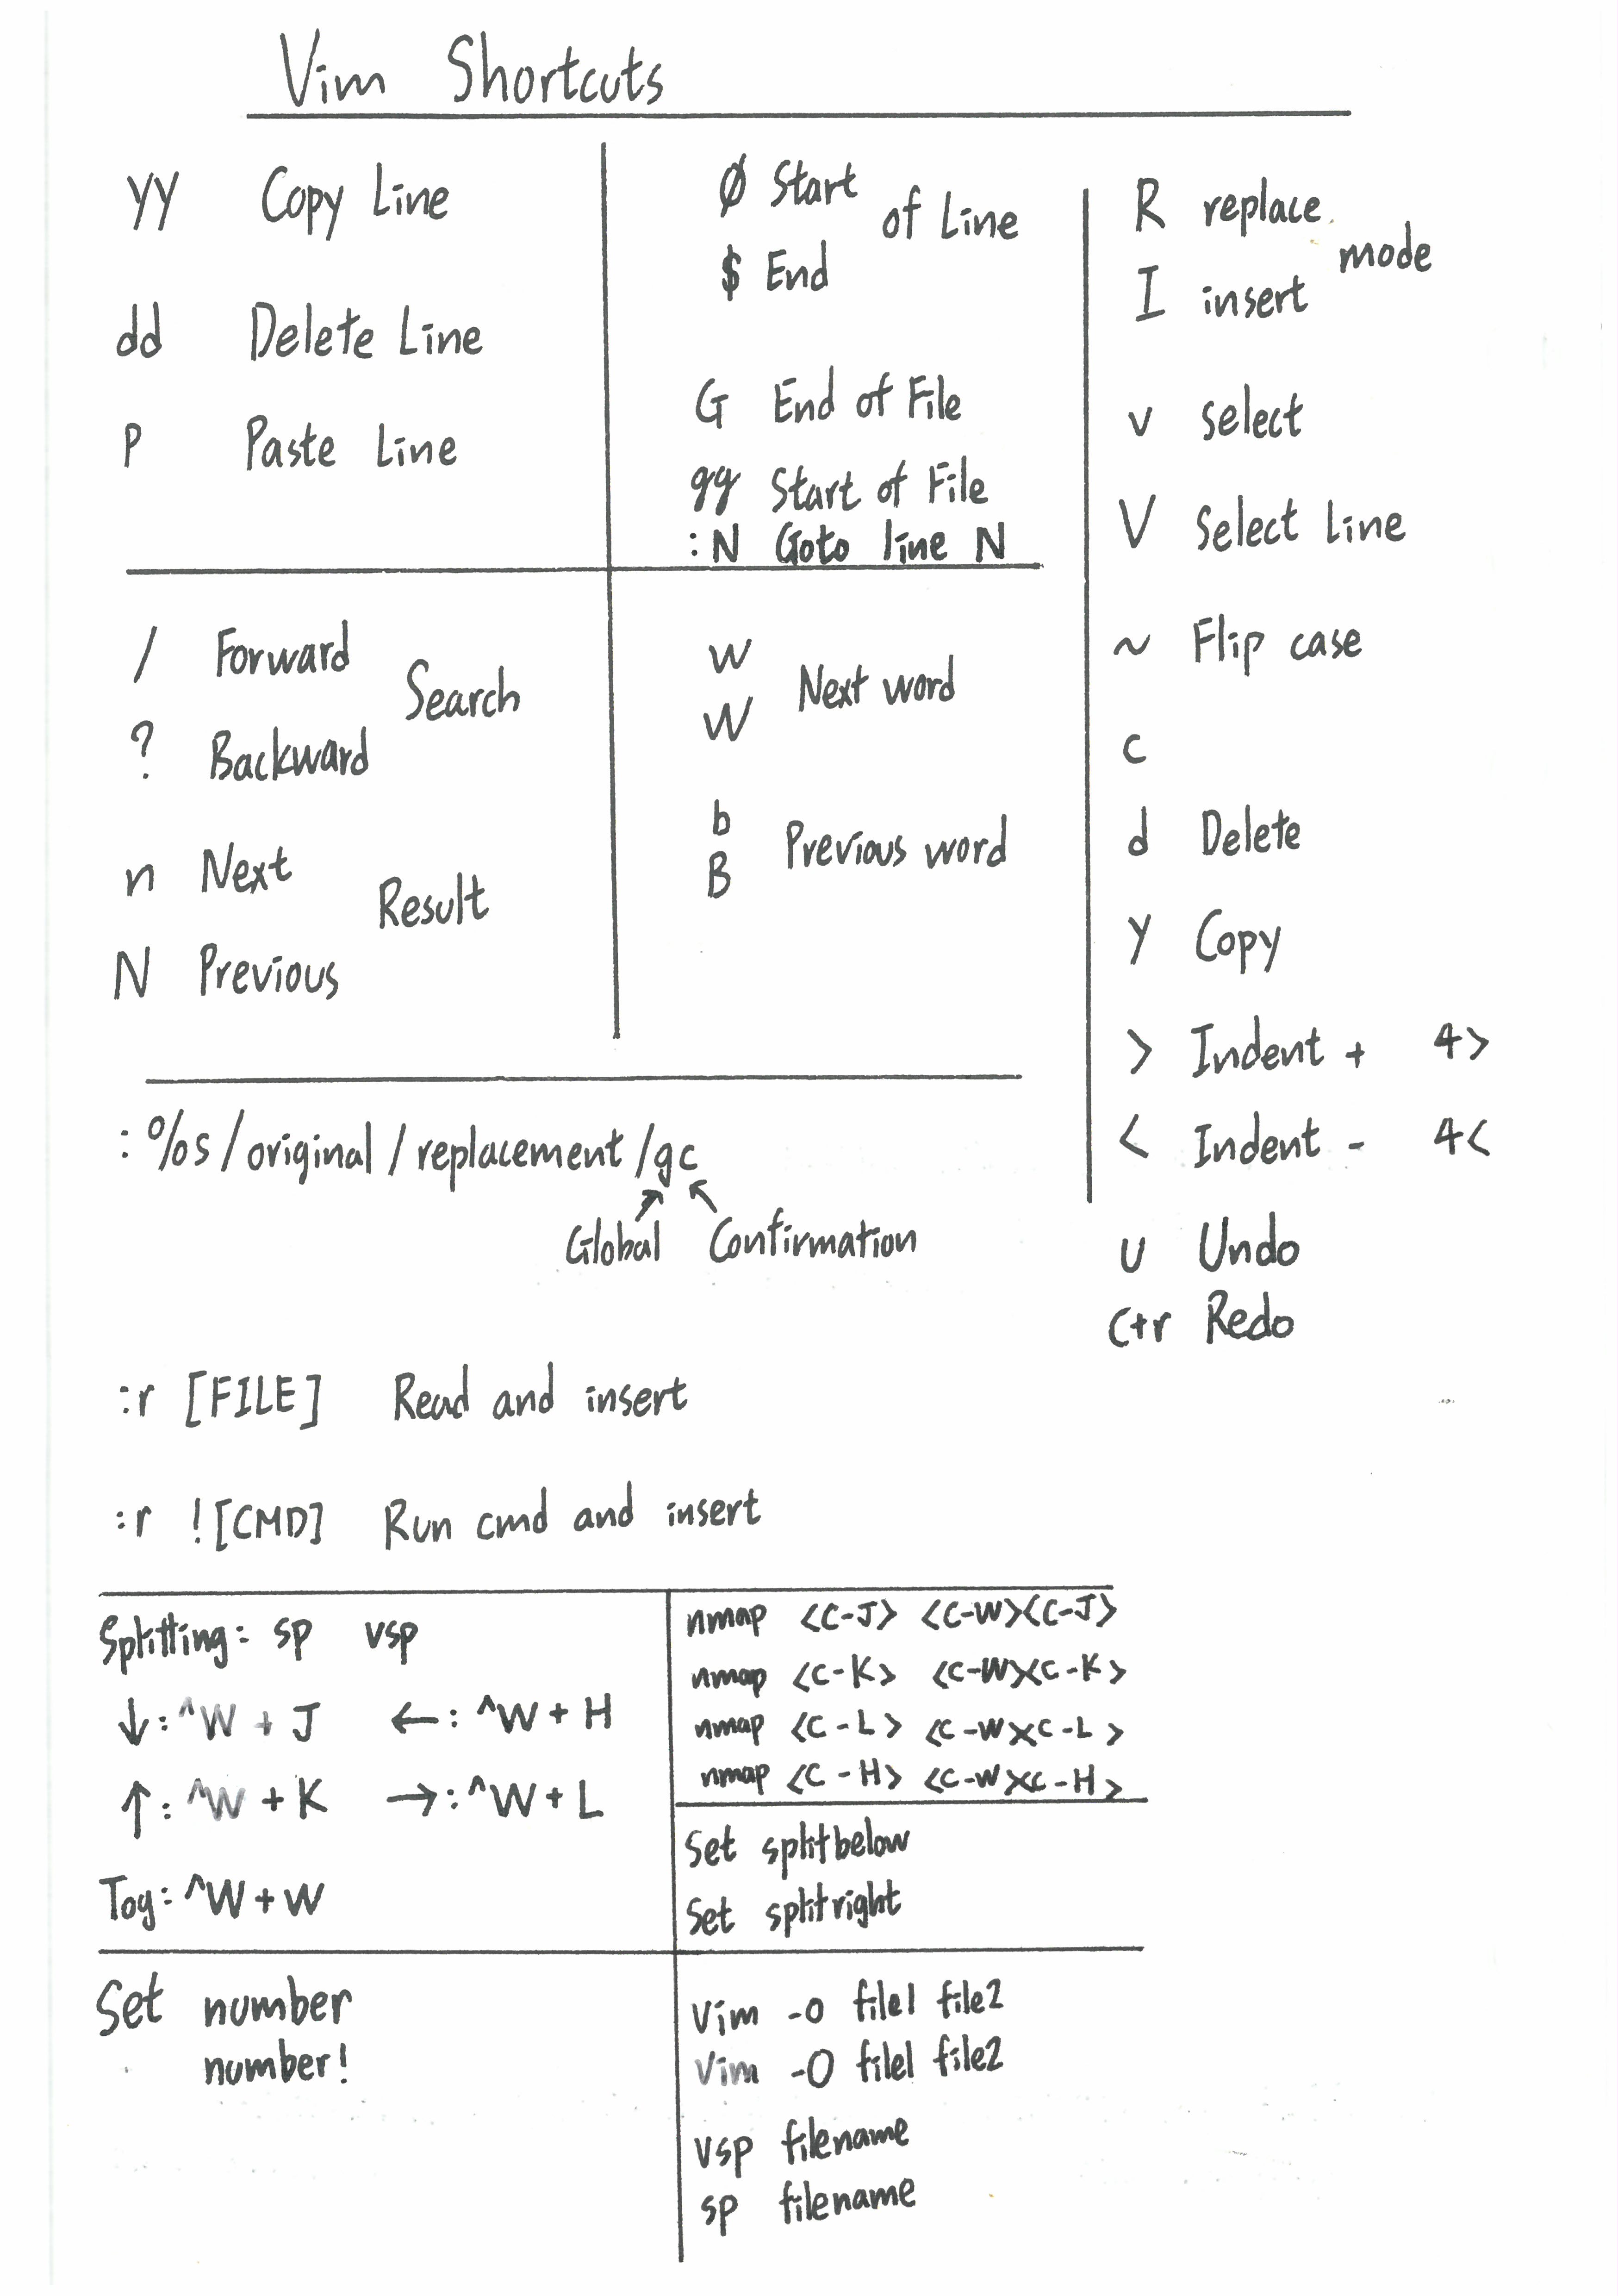 Vim Shortcuts
yy Copy Line
dd Delete Line
P Paste Line
0 Start
of Line
$ End
G End of File
gg Start of File
:N Goto line N
R replace
mode
I insert
v select
V Select Line
~ Flip case
c
d Delete
y Copy
> Indent + 4>
< Indent - 4<
u Undo
C+r Redo
/ Forward
Search
? Backward
n Next
Result
N Previous
w
W
Next word
b
B
Previous word
:%s/original/replacement/gc
Global Confirmation
:r [FILE] Read and insert
:r ![CMD] Run cmd and insert
Splitting: sp vsp
↓: ^W + J ←: ^W + H
↑: ^W + K →: ^W + L
Tog: ^W + W
nmap <C-J> <C-W><C-J>
nmap <C-K> <C-W><C-K>
nmap <C-L> <C-W><C-L>
nmap <C-H> <C-W><C-H>
Set splitbelow
Set splitright
Set number
number!
Vim -o file1 file2
Vim -O file1 file2
vsp filename
sp filename